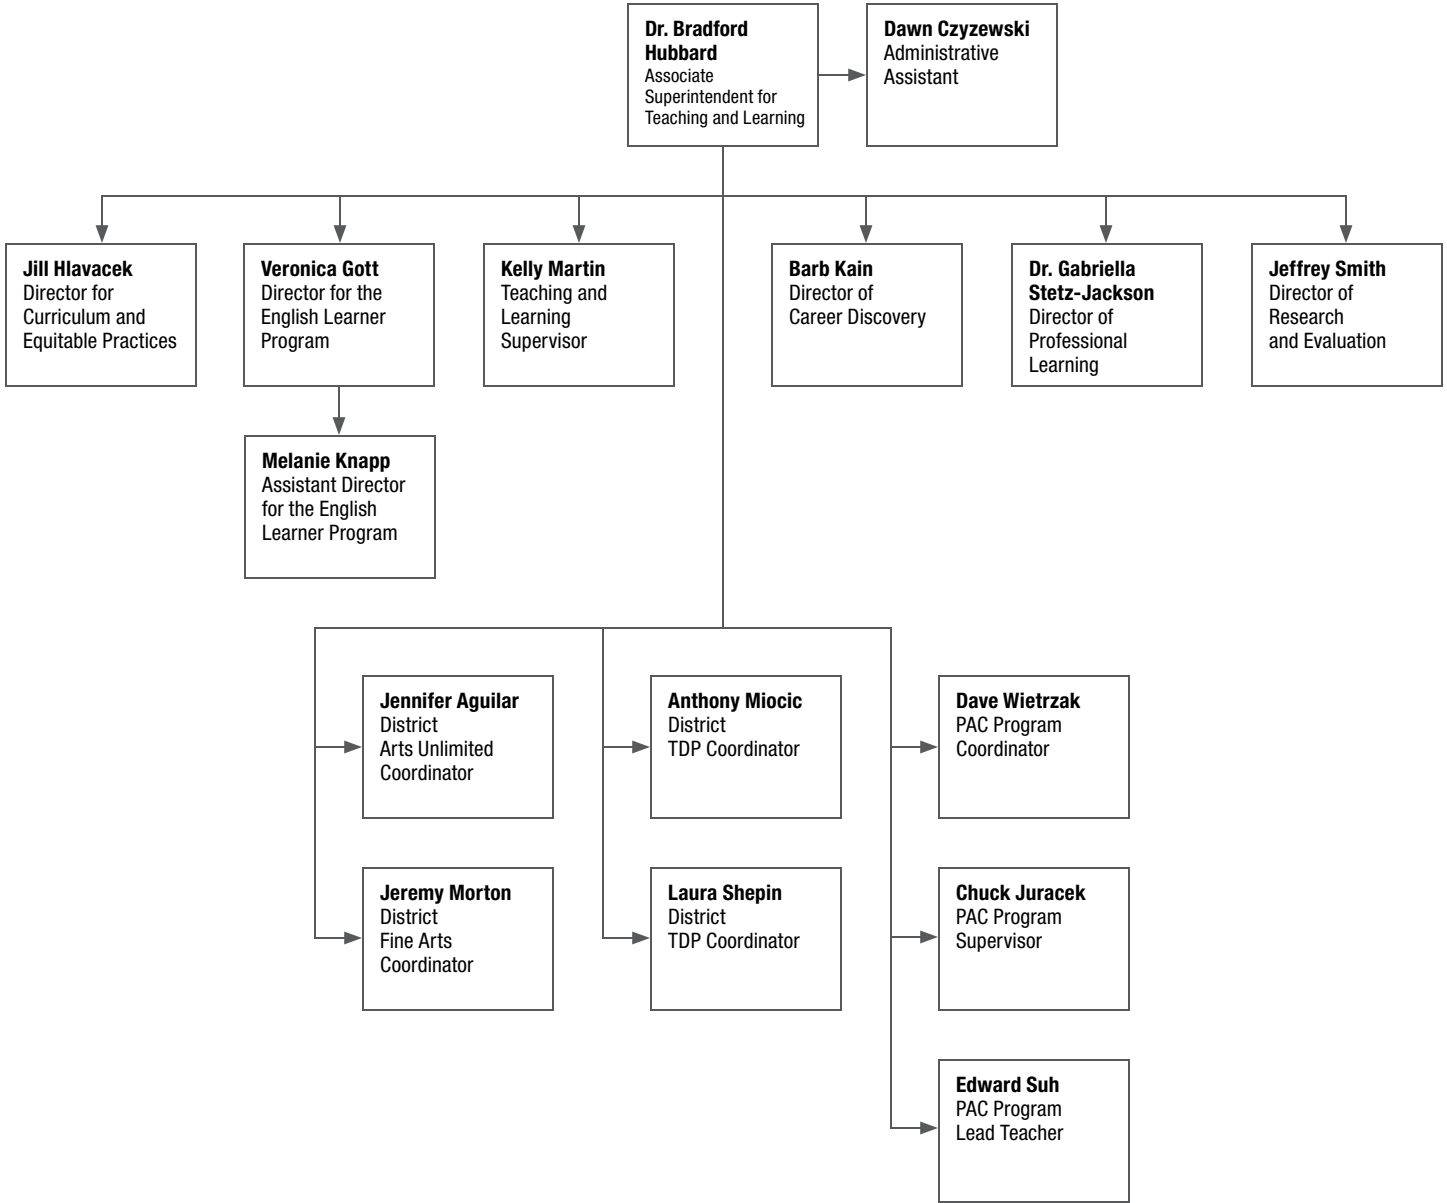 Dr. Bradford
Hubbard
Associate
Superintendent for
Teaching and Learning
Dawn Czyzewski
Administrative
Assistant
Jill Hlavacek
Director for
Curriculum and
Equitable Practices
Veronica Gott
Director for the
English Learner
Program
Kelly Martin
Teaching and
Learning
Supervisor
Barb Kain
Director of
Career Discovery
Dr. Gabriella
Stetz-Jackson
Director of
Professional
Learning
Jeffrey Smith
Director of
Research
and Evaluation
Melanie Knapp
Assistant Director
for the English
Learner Program
Jennifer Aguilar
District
Arts Unlimited
Coordinator
Anthony Miocic
District
TDP Coordinator
Dave Wietrzak
PAC Program
Coordinator
Jeremy Morton
District
Fine Arts
Coordinator
Laura Shepin
District
TDP Coordinator
Chuck Juracek
PAC Program
Supervisor
Edward Suh
PAC Program
Lead Teacher